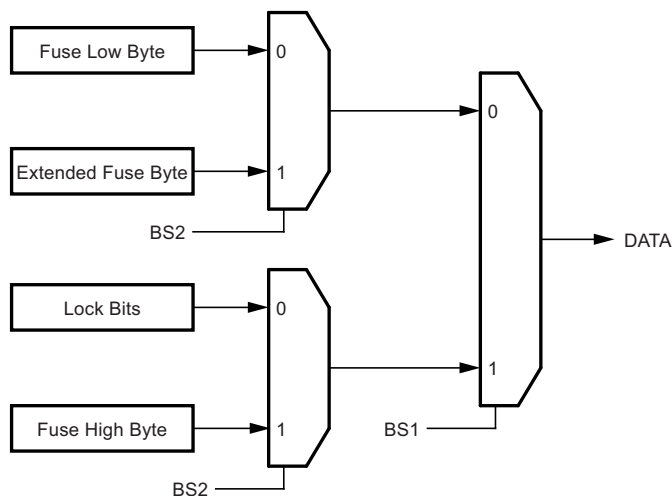 Fuse Low Byte
0
Extended Fuse Byte
1
BS2
0
DATA
Lock Bits
0
1
Fuse High Byte
1
BS1
BS2